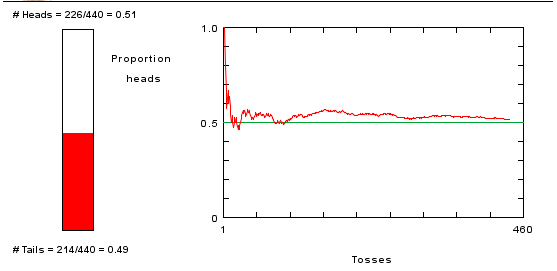 # Heads = 226/440 = 0.51
Proportion
heads
# Tails = 214/440 = 0.49
1.0
0.5
0
1
460
Tosses